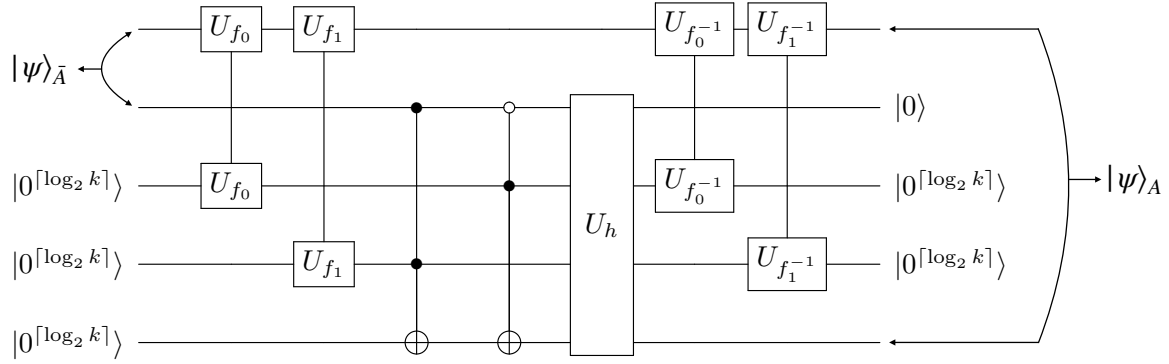 U_{f_0} U_{f_1} U_{f_0^{-1}} U_{f_1^{-1}}
|ψ⟩_{Ā}
|0⟩
|0^{⌈log_2 k⌉}⟩ U_{f_0} U_{f_0^{-1}} |0^{⌈log_2 k⌉}⟩ |ψ⟩_A
U_h
|0^{⌈log_2 k⌉}⟩ U_{f_1} U_{f_1^{-1}} |0^{⌈log_2 k⌉}⟩
|0^{⌈log_2 k⌉}⟩